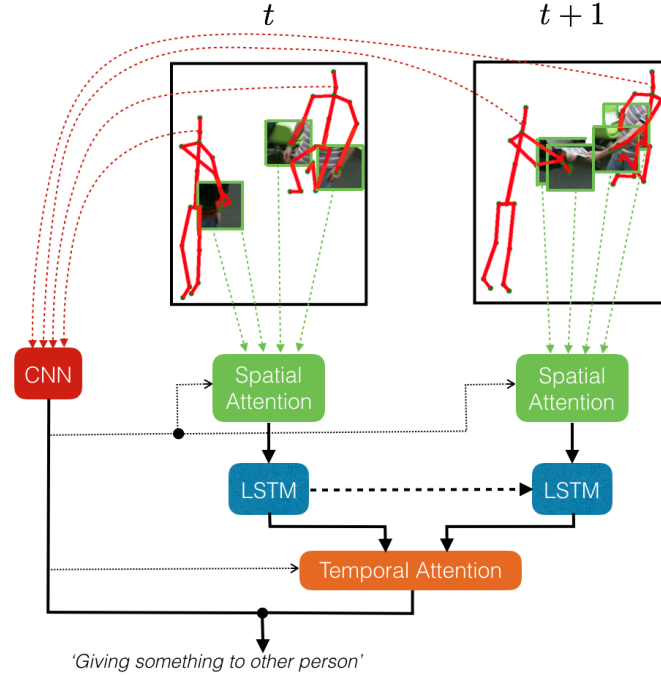 t
t + 1
CNN
Spatial
Attention
Spatial
Attention
LSTM
LSTM
Temporal Attention
'Giving something to other person'